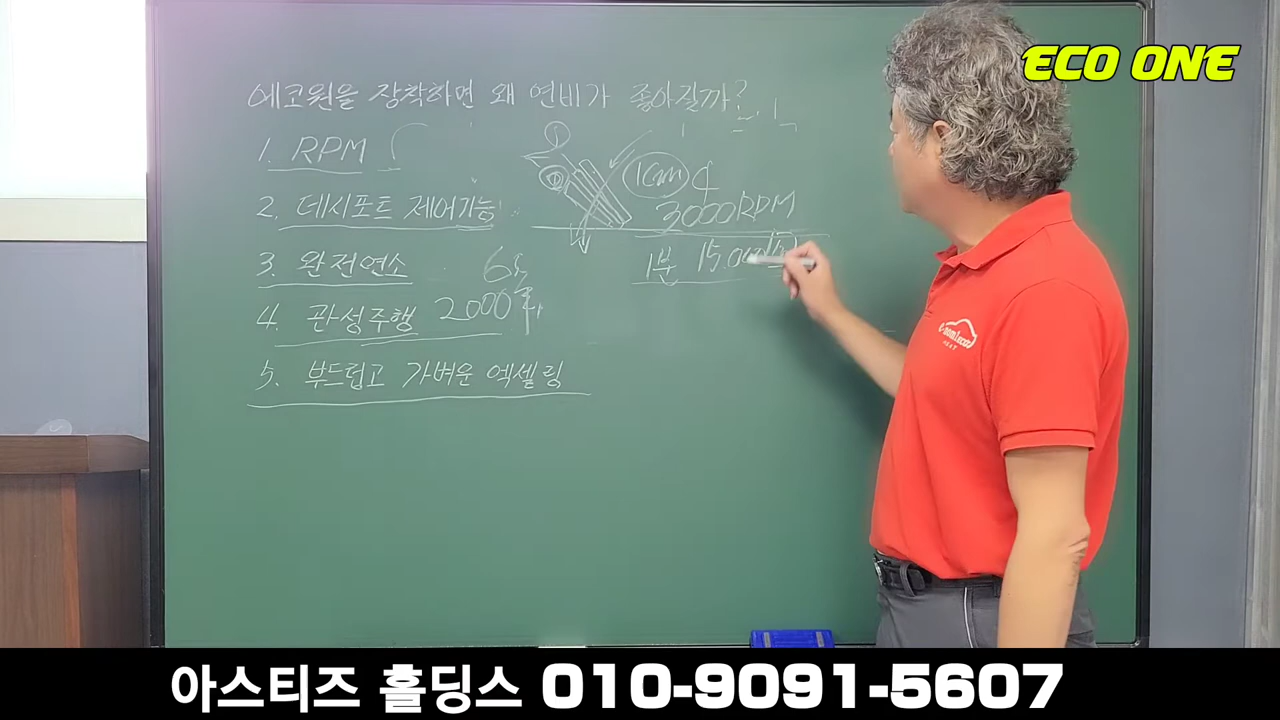 ECO ONE
에코원을 장착하면 왜 연비가 좋아질까?
1. RPM
2. 데시포트 제어기능
3. 완전연소
4. 관성주행
5. 부드럽고 가벼운 엑셀링
1cm
3000RPM
1분 15.000
6
2000
아스티즈 홀딩스 010-9091-5607